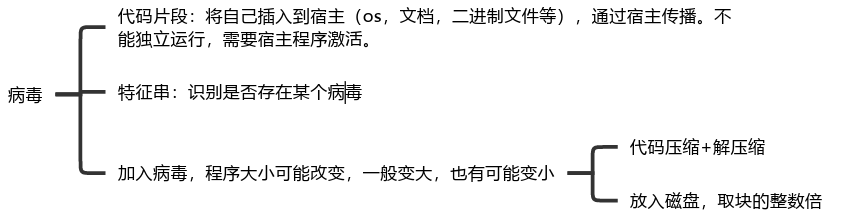 代码片段：将自己插入到宿主（os，文档，二进制文件等），通过宿主传播。不
能独立运行，需要宿主程序激活。
病毒
特征串：识别是否存在某个病毒
加入病毒，程序大小可能改变，一般变大，也有可能变小
代码压缩+解压缩
放入磁盘，取块的整数倍